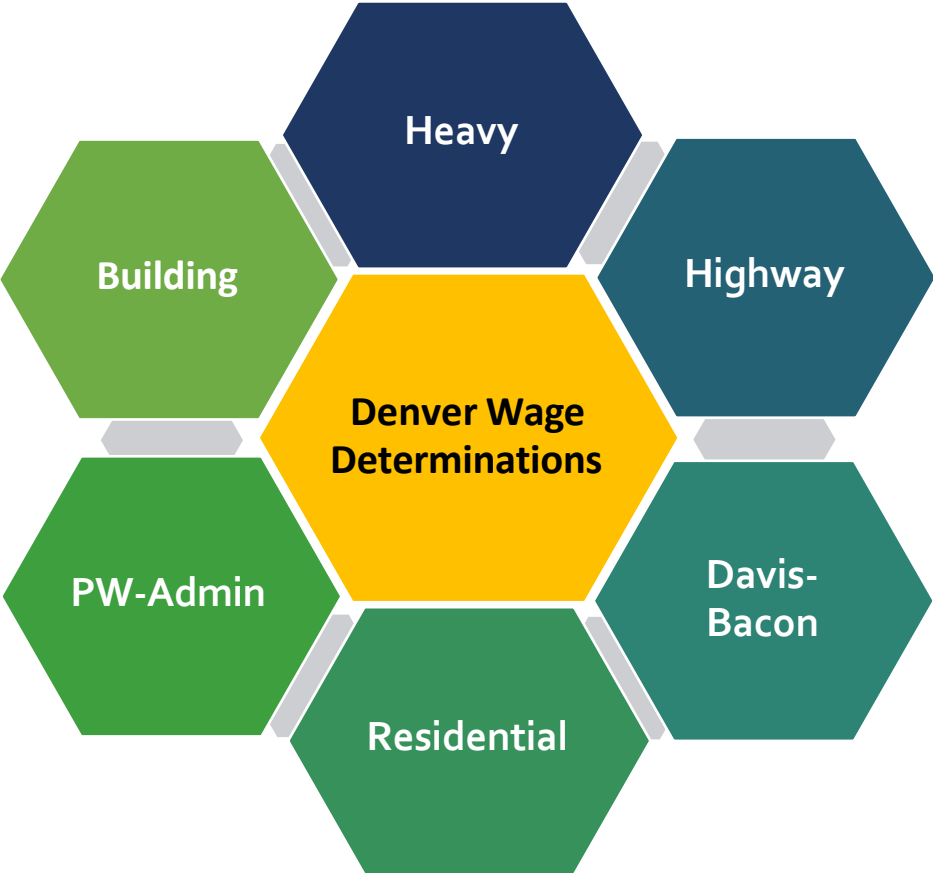 Heavy
Building
Highway
Denver Wage
Determinations
PW-Admin
Davis-
Bacon
Residential